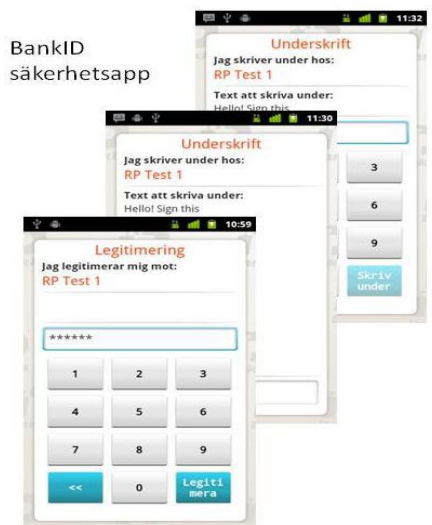 BankID
säkerhetsapp
11:32
Underskrift
Jag skriver under hos:
RP Test 1
Text att skriva under:
Hello! Sign this
3
6
9
Skriv
under
11:30
Underskrift
Jag skriver under hos:
RP Test 1
Text att skriva under:
Hello! Sign this
10:59
Legitimering
Jag legitimerar mig mot:
RP Test 1
******
1 2 3
4 5 6
7 8 9
<< 0 Legiti
mera